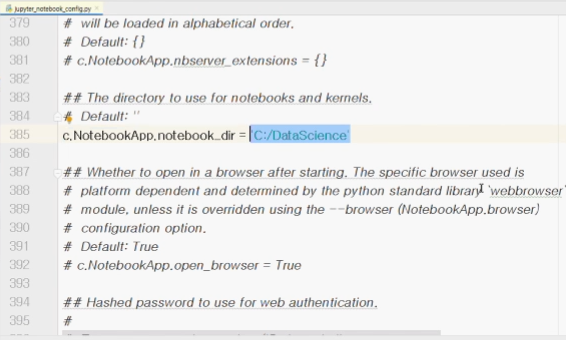 jupyter_notebook_config.py
379 # will be loaded in alphabetical order.
380 # Default: {}
381 # c.NotebookApp.nbserver_extensions = {}
382
383 ## The directory to use for notebooks and kernels.
384 # Default: ''
385 c.NotebookApp.notebook_dir = 'C:/DataScience'
386
387 ## Whether to open in a browser after starting. The specific browser used is
388 # platform dependent and determined by the python standard library `webbrowser`
389 # module, unless it is overridden using the --browser (NotebookApp.browser)
390 # configuration option.
391 # Default: True
392 # c.NotebookApp.open_browser = True
393
394 ## Hashed password to use for web authentication.
395 #